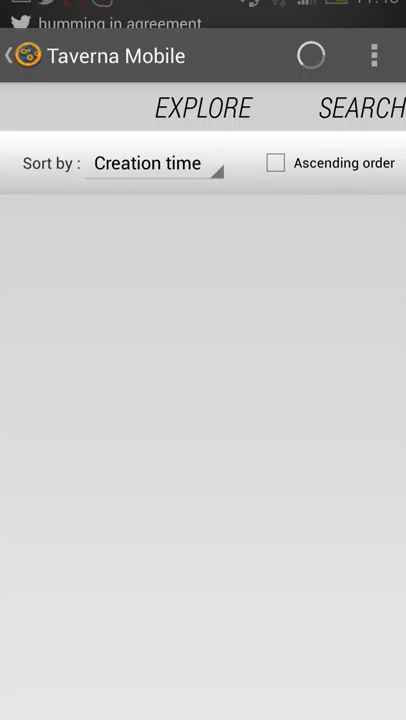 humming in agreement.
Taverna Mobile
EXPLORE SEARCH
Sort by : Creation time Ascending order